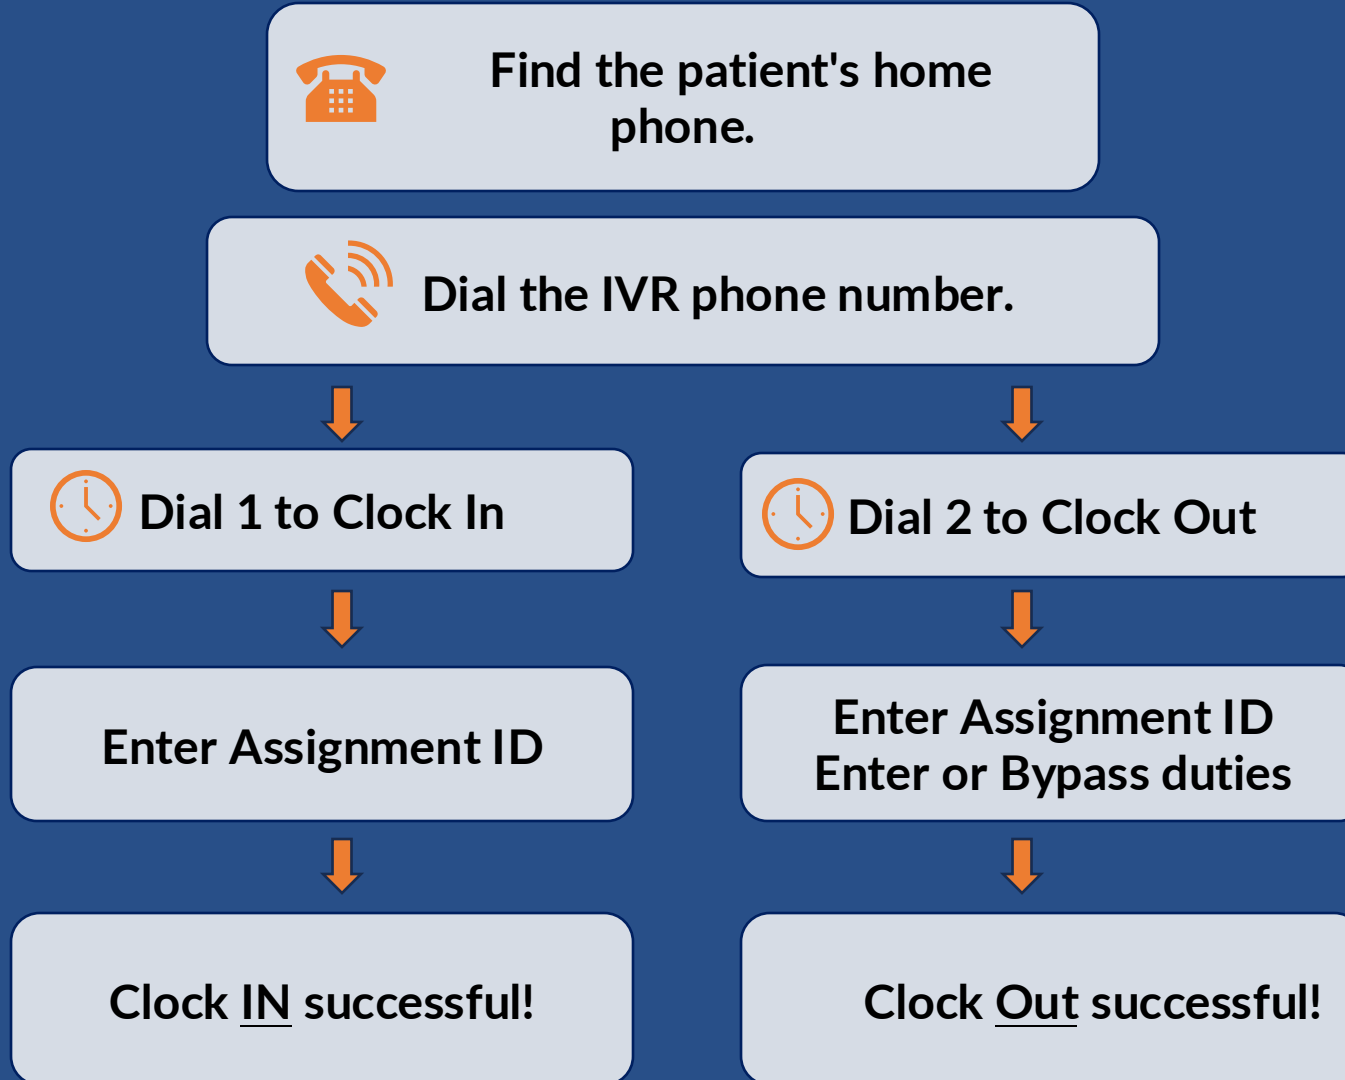 Find the patient's home
phone.
Dial the IVR phone number.
Dial 1 to Clock In
Dial 2 to Clock Out
Enter Assignment ID
Enter Assignment ID
Enter or Bypass duties
Clock IN successful!
Clock Out successful!